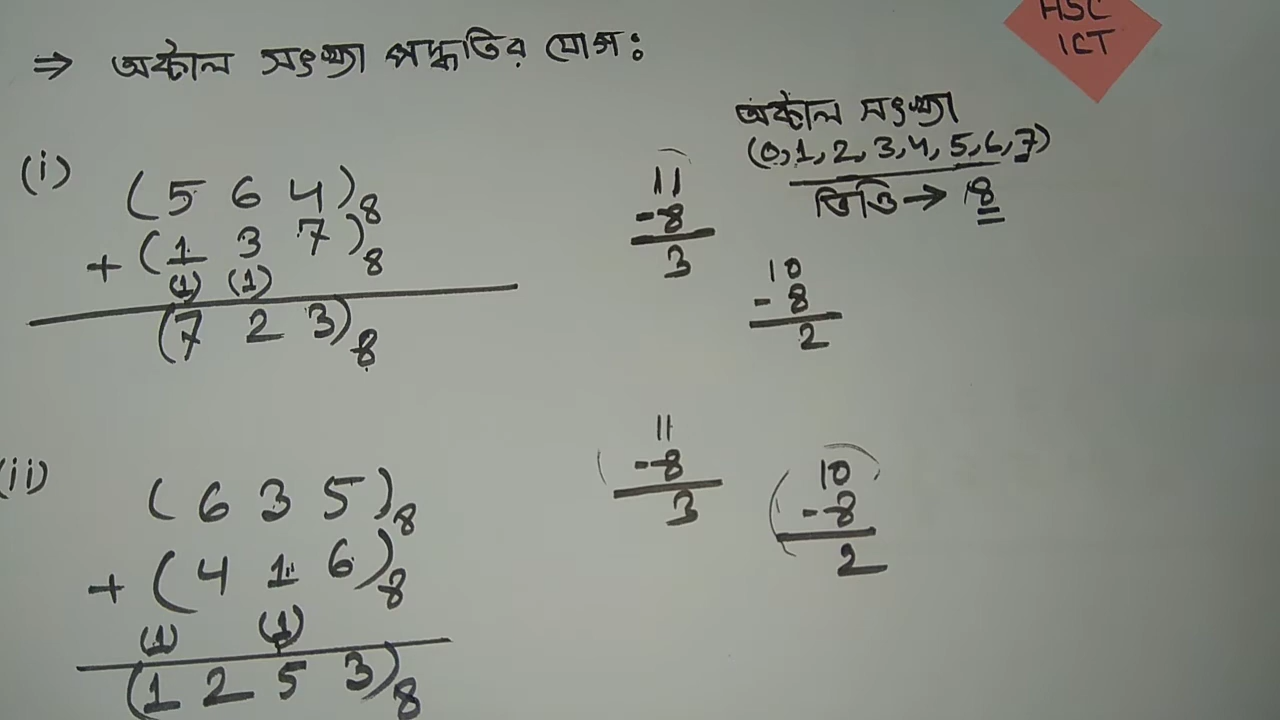 ⇒ অক্টাল সংখ্যা পদ্ধতির যোগ:
HSC
ICT
অক্টাল সংখ্যা
(0,1,2,3,4,5,6,7)
ভিত্তি → 8
(i)
(5 6 4)₈
+ (1 3 7)₈
(1) (1)
(7 2 3)₈
11
-8
3
10
-8
2
(ii)
(6 3 5)₈
+ (4 1 6)₈
(1) (1)
(1 2 5 3)₈
11
-8
3
10
-8
2